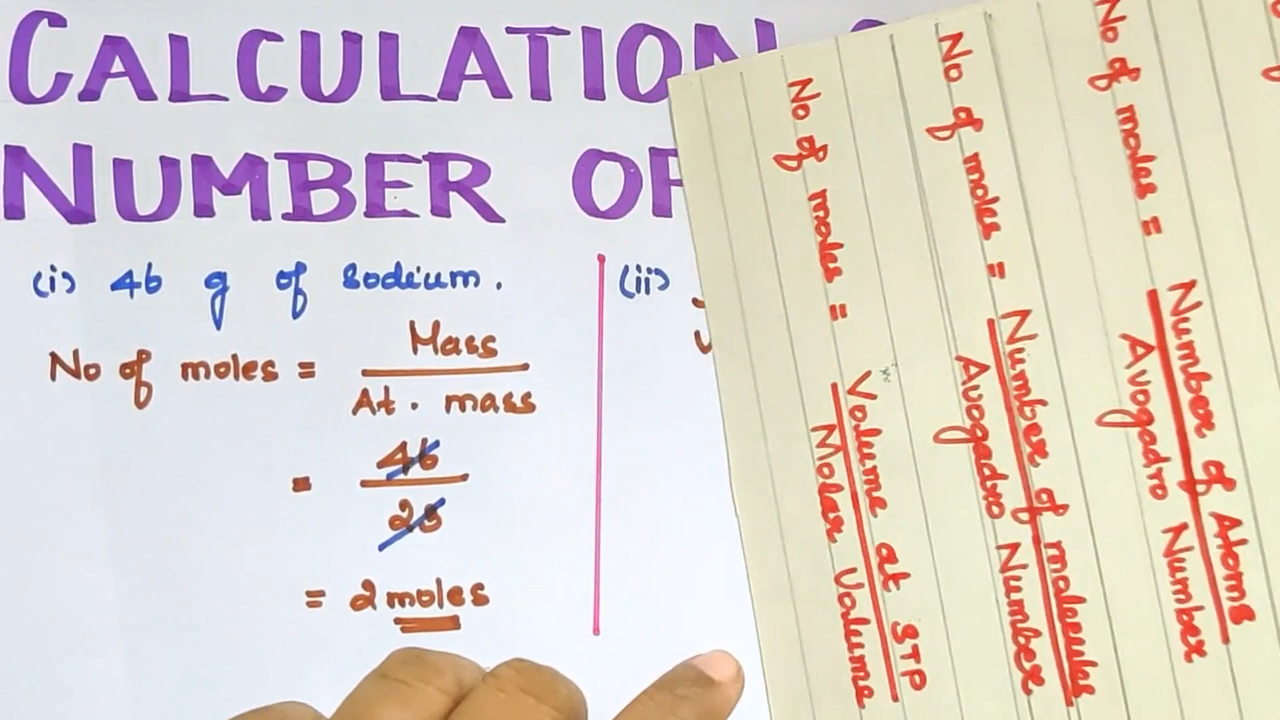 CALCULATION
NUMBER OF
(i) 46 g of sodium.
No of moles = Mass
At. mass
= 46
23
= 2 moles
(ii)
No of moles = Number of Atoms
Avogadro Number
No of moles = Number of molecules
Avogadro Number
No of moles = Volume at STP
Molar Volume